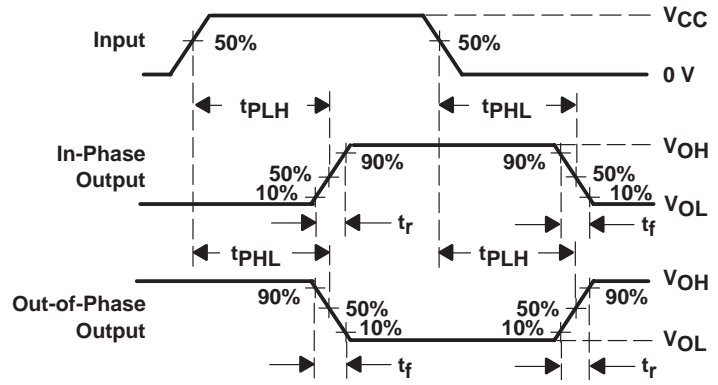 VCC
Input
50%
50%
0 V
tPLH
tPHL
In-Phase
Output
90%
90%
VOH
50%
10%
50%
10%
VOL
tr
tf
tPHL
tPLH
Out-of-Phase
Output
90%
50%
10%
50%
10%
90%
VOH
VOL
tf
tr